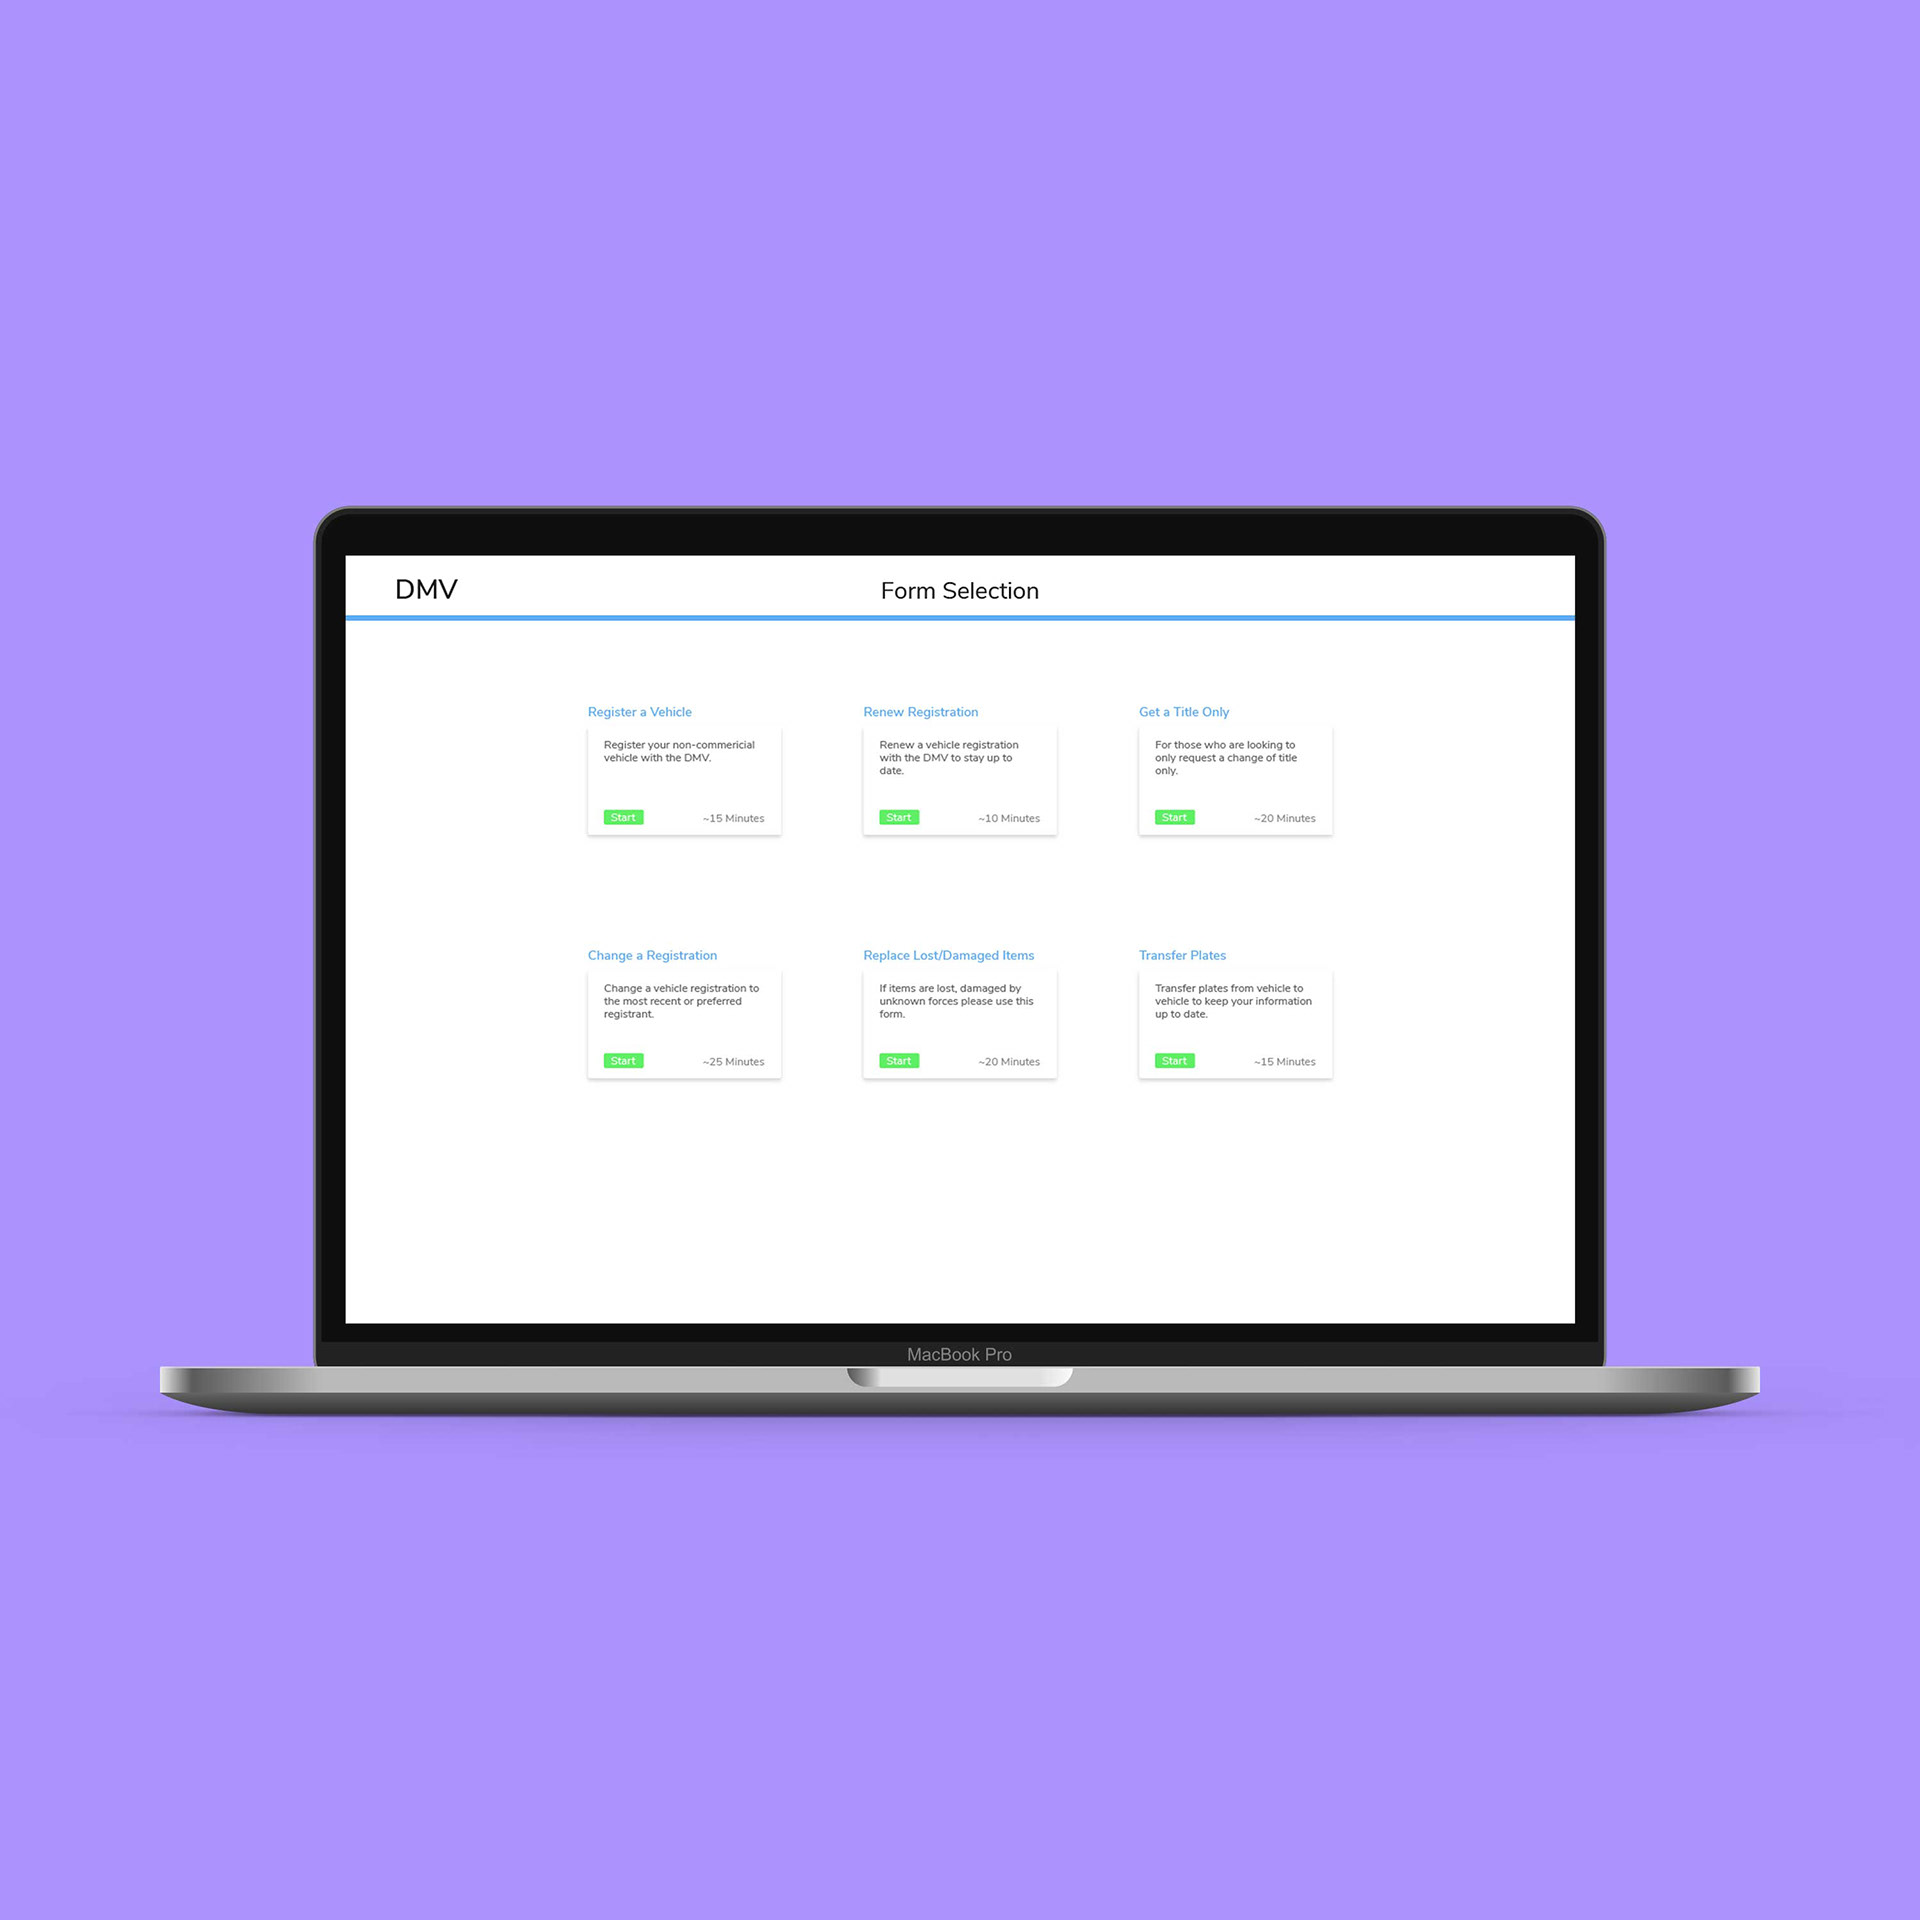 DMV
Form Selection
Register a Vehicle
Register your non-commericial
vehicle with the DMV.
Start
~15 Minutes
Renew Registration
Renew a vehicle registration
with the DMV to stay up to
date.
Start
~10 Minutes
Get a Title Only
For those who are looking to
only request a change of title
only.
Start
~20 Minutes
Change a Registration
Change a vehicle registration to
the most recent or preferred
registrant.
Start
~25 Minutes
Replace Lost/Damaged Items
If items are lost, damaged by
unknown forces please use this
form.
Start
~20 Minutes
Transfer Plates
Transfer plates from vehicle to
vehicle to keep your information
up to date.
Start
~15 Minutes
MacBook Pro